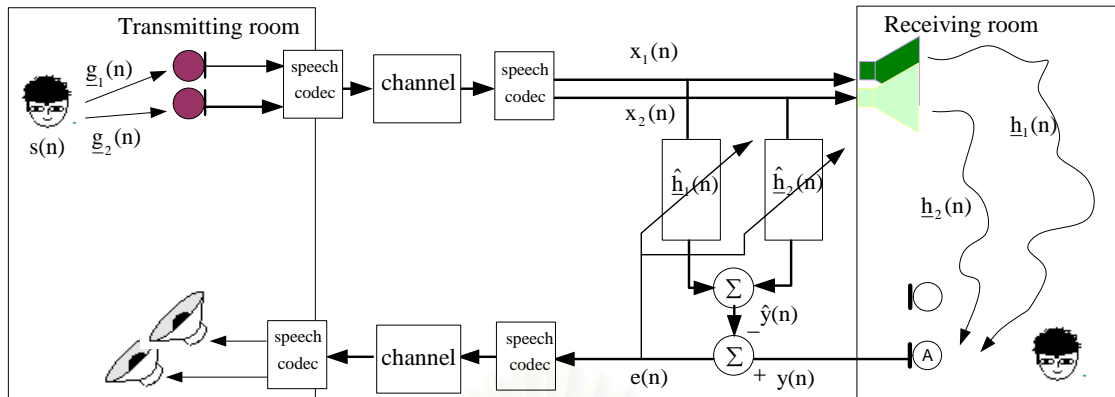 Transmitting room
Receiving room
g₁(n)
g₂(n)
s(n)
speech
codec
channel
speech
codec
x₁(n)
x₂(n)
ĥ₁(n)
ĥ₂(n)
h₁(n)
h₂(n)
Σ
− ŷ(n)
speech
codec
channel
speech
codec
e(n)
Σ
+ y(n)
A